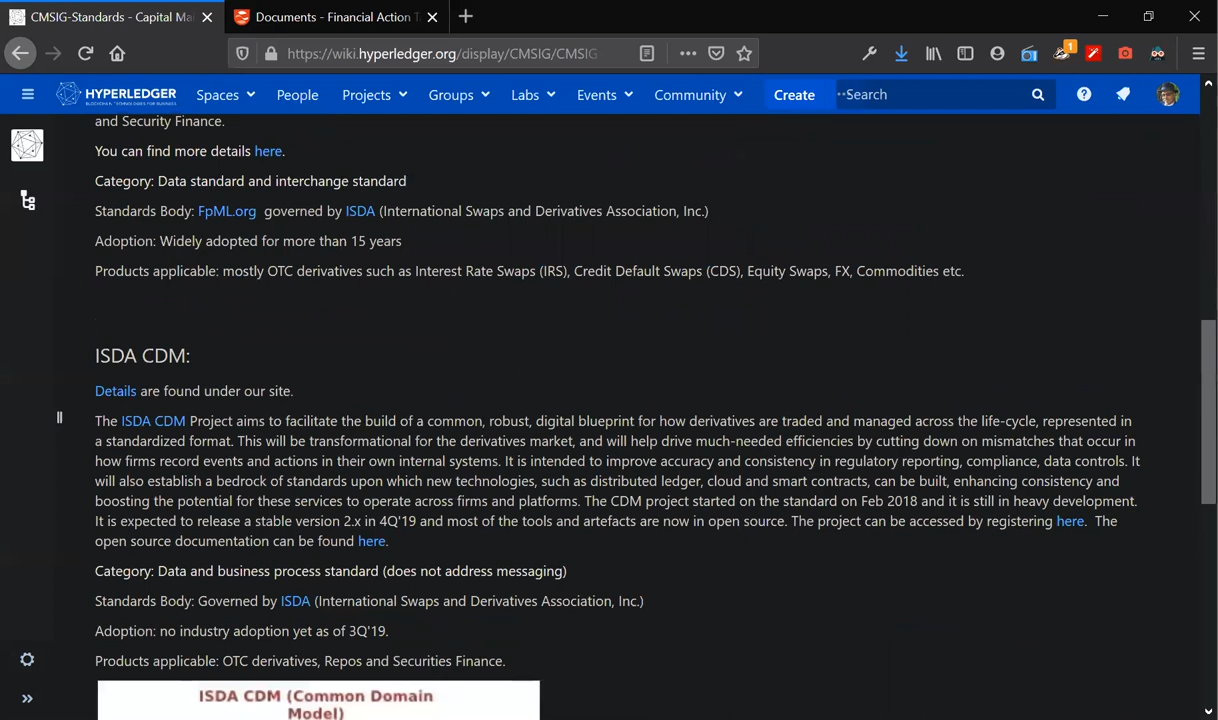 CMSIG-Standards - Capital Ma
Documents - Financial Action T
https://wiki.hyperledger.org/display/CMSIG/CMSIG
1
HYPERLEDGER
BLOCKCHAIN TECHNOLOGIES FOR BUSINESS
Spaces
People
Projects
Groups
Labs
Events
Community
Create
Search
and Security Finance.
You can find more details here.
Category: Data standard and interchange standard
Standards Body: FpML.org governed by ISDA (International Swaps and Derivatives Association, Inc.)
Adoption: Widely adopted for more than 15 years
Products applicable: mostly OTC derivatives such as Interest Rate Swaps (IRS), Credit Default Swaps (CDS), Equity Swaps, FX, Commodities etc.
ISDA CDM:
Details are found under our site.
The ISDA CDM Project aims to facilitate the build of a common, robust, digital blueprint for how derivatives are traded and managed across the life-cycle, represented in
a standardized format. This will be transformational for the derivatives market, and will help drive much-needed efficiencies by cutting down on mismatches that occur in
how firms record events and actions in their own internal systems. It is intended to improve accuracy and consistency in regulatory reporting, compliance, data controls. It
will also establish a bedrock of standards upon which new technologies, such as distributed ledger, cloud and smart contracts, can be built, enhancing consistency and
boosting the potential for these services to operate across firms and platforms. The CDM project started on the standard on Feb 2018 and it is still in heavy development.
It is expected to release a stable version 2.x in 4Q'19 and most of the tools and artefacts are now in open source. The project can be accessed by registering here. The
open source documentation can be found here.
Category: Data and business process standard (does not address messaging)
Standards Body: Governed by ISDA (International Swaps and Derivatives Association, Inc.)
Adoption: no industry adoption yet as of 3Q'19.
Products applicable: OTC derivatives, Repos and Securities Finance.
ISDA CDM (Common Domain
Model)